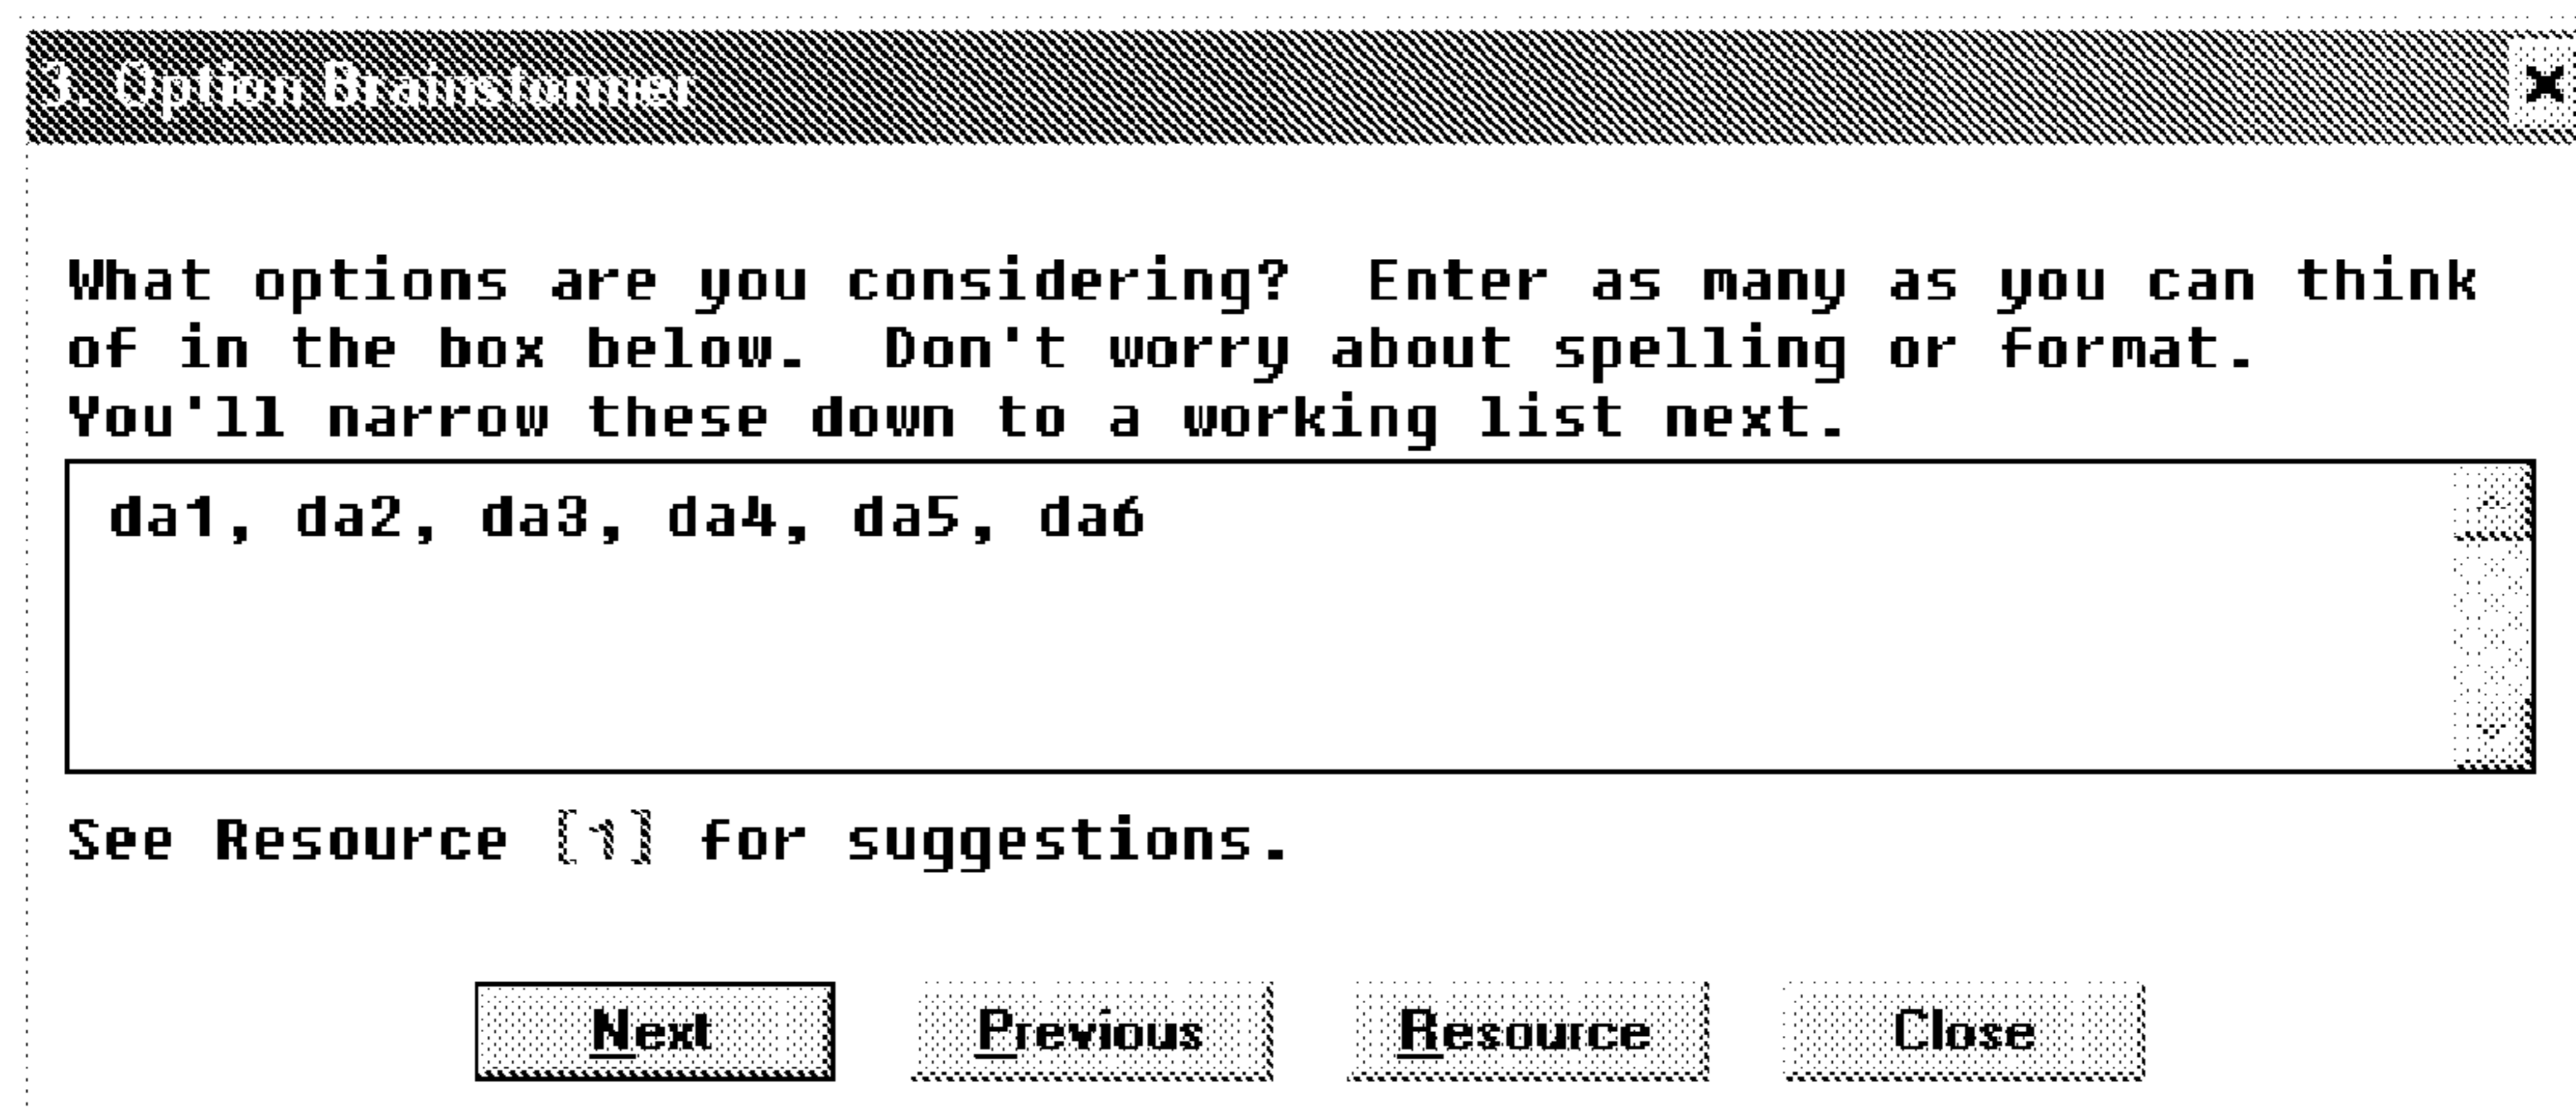 3. Option Brainstormer
What options are you considering?  Enter as many as you can think
of in the box below.  Don't worry about spelling or format.
You'll narrow these down to a working list next.
da1, da2, da3, da4, da5, da6
See Resource [1] for suggestions.
Next Previous Resource Close